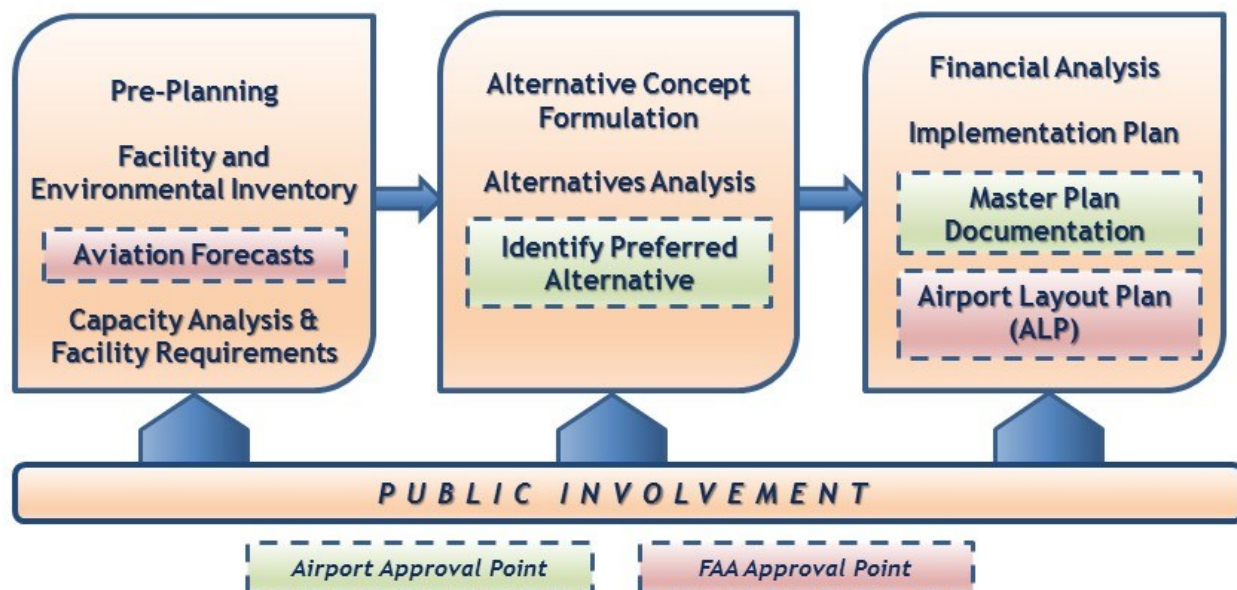 Pre-Planning
Facility and
Environmental Inventory
Aviation Forecasts
Capacity Analysis &
Facility Requirements
Alternative Concept
Formulation
Alternatives Analysis
Identify Preferred
Alternative
Financial Analysis
Implementation Plan
Master Plan
Documentation
Airport Layout Plan
(ALP)
PUBLIC INVOLVEMENT
Airport Approval Point
FAA Approval Point